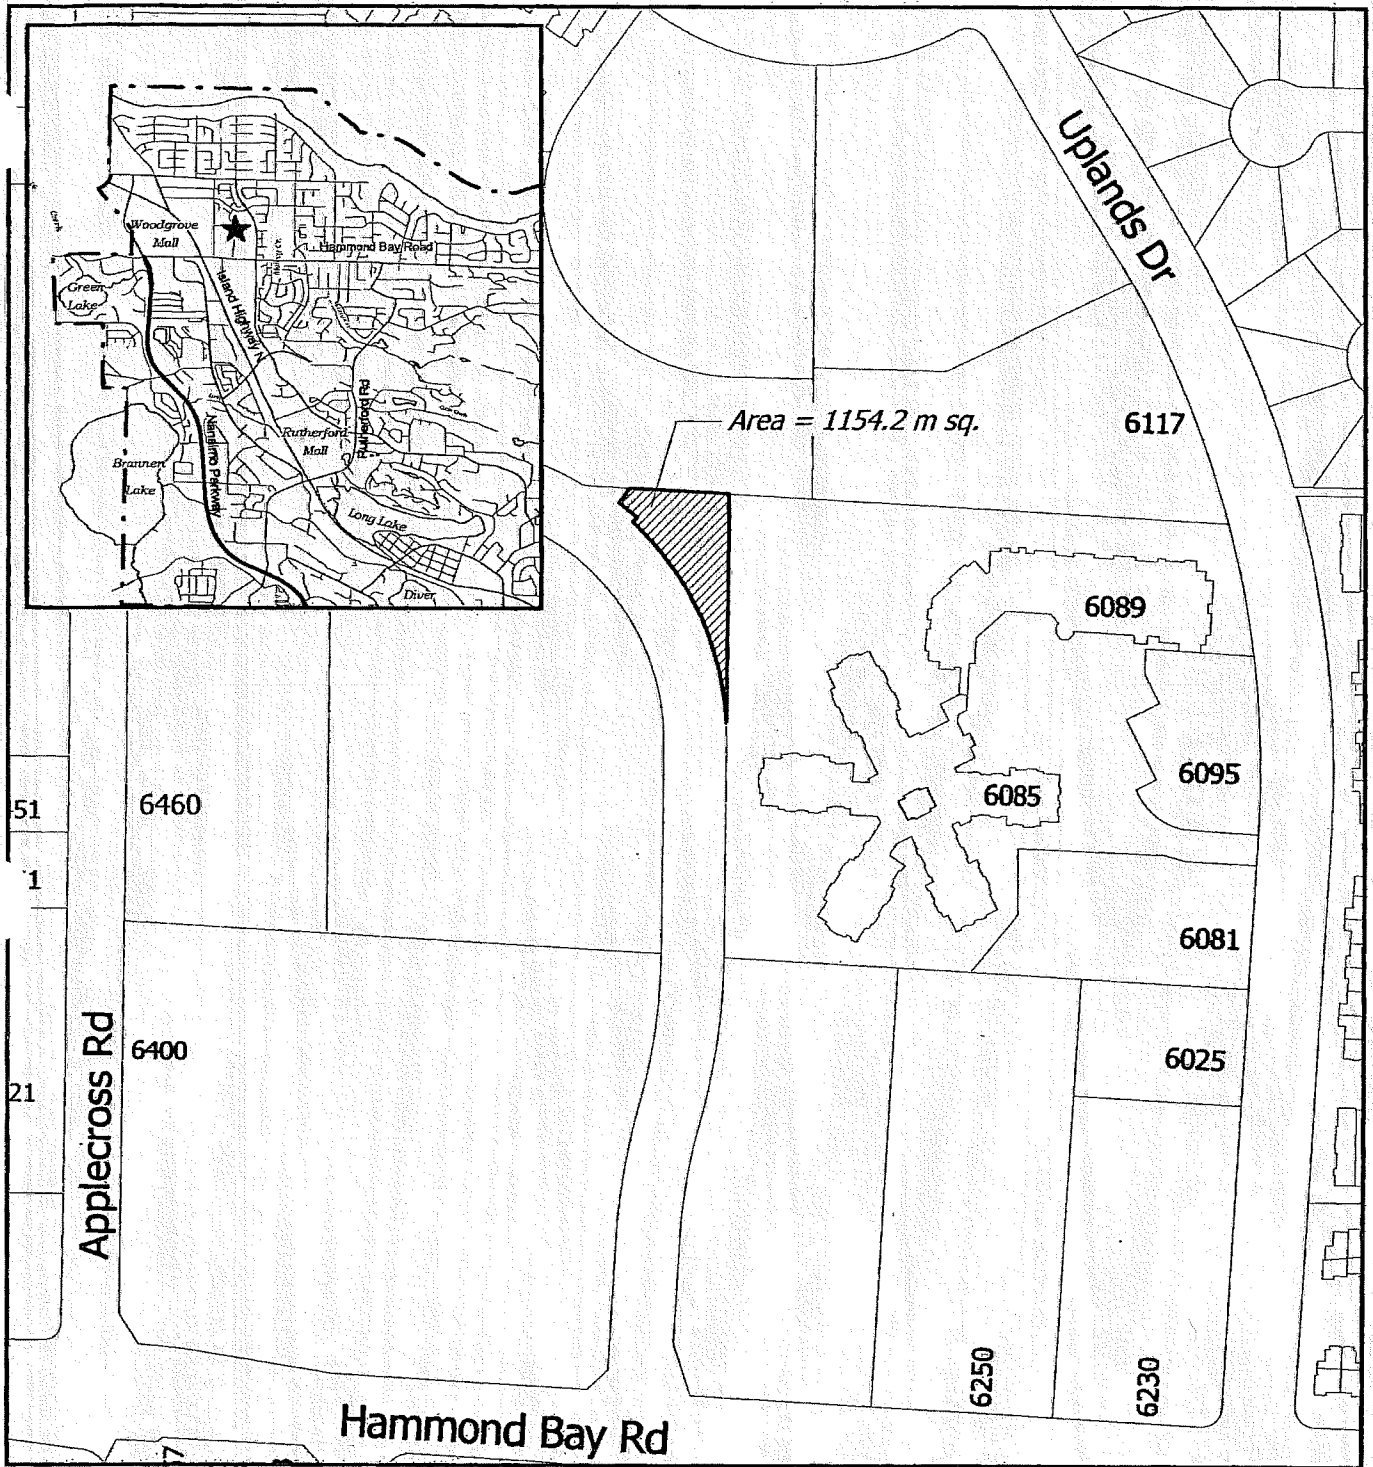 Woodgrove
Mall
Hammond Bay Road
Green
Lake
Island Highway N
Rutherford Rd
Rutherford
Mall
Nanaimo Parkway
Brannen
Lake
Long Lake
Diver
Uplands Dr
Area = 1154.2 m sq.
6117
6089
6095
6085
6460
51
1
6081
6400
6025
21
Applecross Rd
6250
6230
Hammond Bay Rd